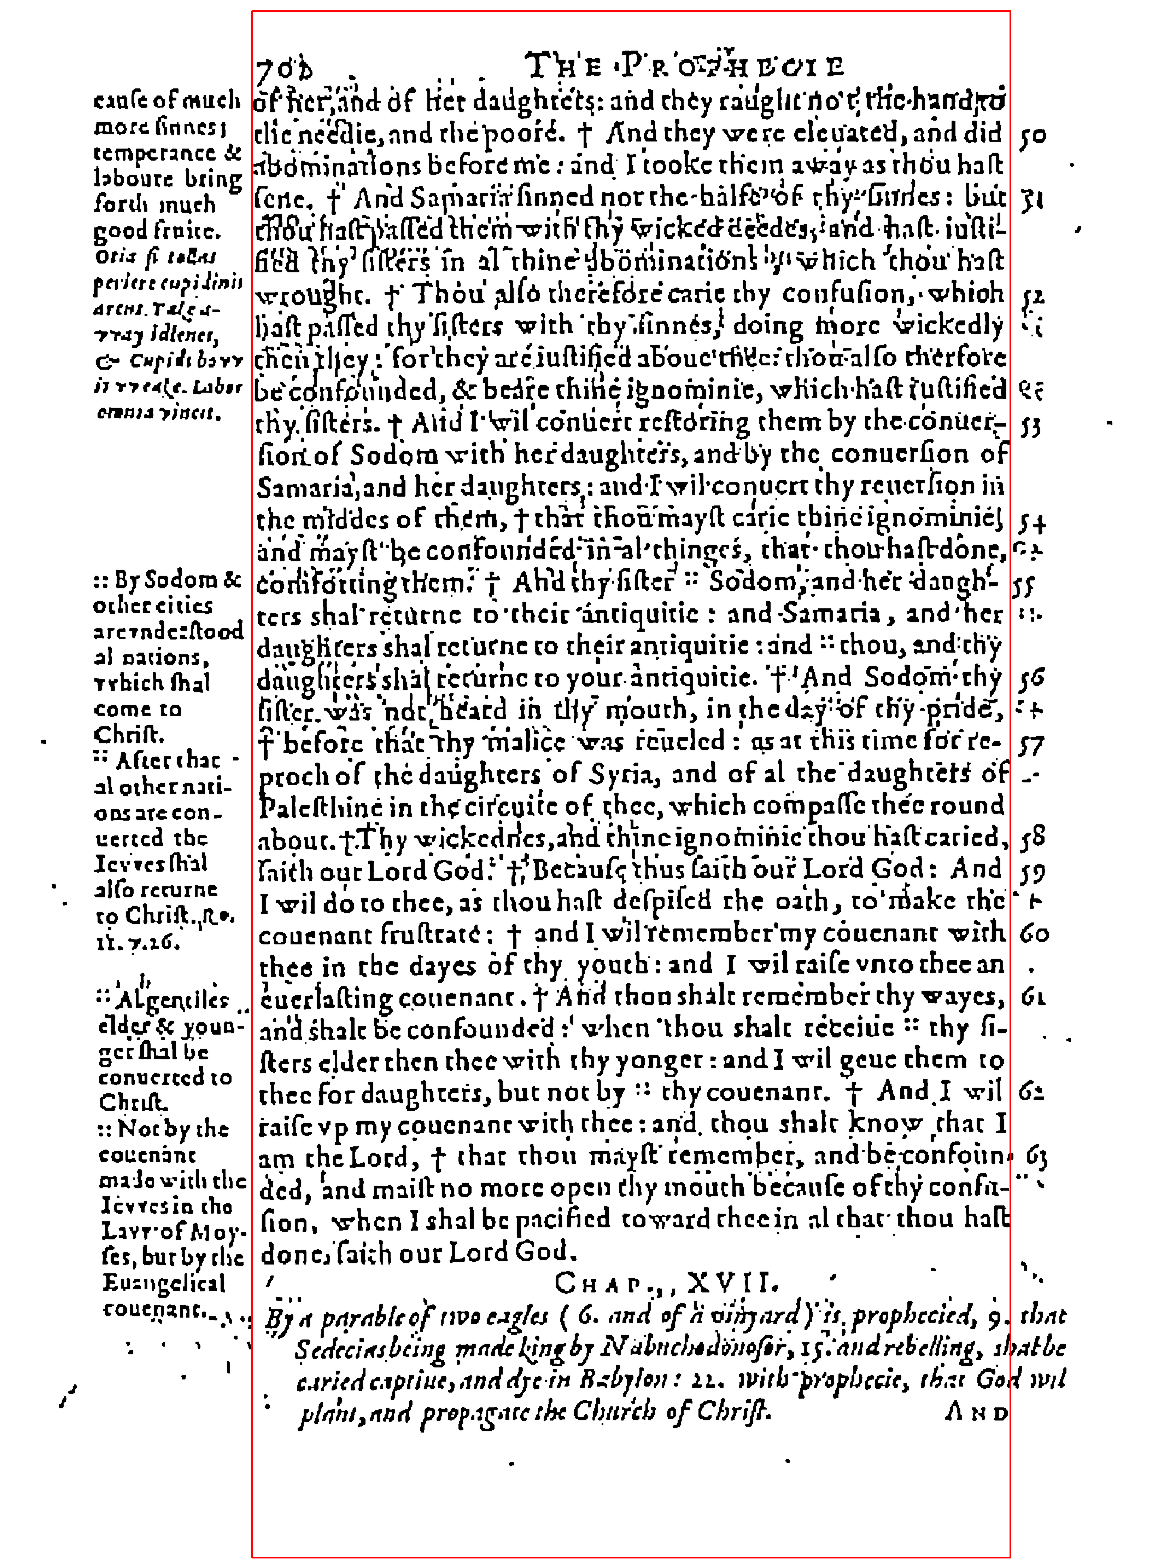 THE PROPHECIE
of her, and of her daughters: and they raught not the hand to
the needie, and the poore. † And they were eleuated, and did
abominations before me: and I tooke them away as thou hast
sene. † And Samaria sinned not the halfe of thy sinnes: but
thou hast passed them with thy wicked deedes, and hast iusti-
fied thy sisters in al thine abominations which thou hast
wrought. † Thou also therefore carie thy confusion, which
hast passed thy sisters with thy sinnes, doing more wickedly
then they: for they are iustified aboue thee: thou also therfore
be confounded, & beare thine ignominie, which hast iustified
thy sisters. † And I wil conuert restoring them by the conuer-
sion of Sodom with her daughters, and by the conuersion of
Samaria, and her daughters: and I wil conuert thy reuersion in
the middes of them, † that thou mayst carie thine ignominie,
and mayst be confounded in al thinges, that thou hast done,
comforting them. † And thy sister :: Sodom, and her daugh-
ters shal returne to their antiquitie: and Samaria, and her
daughters shal returne to their antiquitie: and :: thou, and thy
daughters shal returne to your antiquitie. † And Sodom thy
sister was not heard in thy mouth, in the day of thy pride,
† before that thy malice was reueled: as at this time for re-
proch of the daughters of Syria, and of al the daughters of
Palesthine in the circuite of thee, which compasse thee round
about. † Thy wickednes, and thine ignominie thou hast caried,
saith our Lord God. † Because thus saith our Lord God: And
I wil do to thee, as thou hast despised the oath, to make the
couenant frustrate: † and I wil remember my couenant with
thee in the dayes of thy youth: and I wil raise vnto thee an
euerlasting couenant. † And thou shalt remember thy wayes,
and shalt be confounded: when thou shalt receiue :: thy si-
sters elder then thee with thy yonger: and I wil geue them to
thee for daughters, but not by :: thy couenant. † And I wil
raise vp my couenant with thee: and thou shalt know that I
am the Lord, † that thou mayst remember, and be confoun-
ded, and maist no more open thy mouth because of thy confu-
sion, when I shal be pacified toward thee in al that thou hast
done, saith our Lord God.
CHAP. XVII.
By a parable of two eagles (6. and of a vinyard) is prophecied, 9. that
Sedecias being made king by Nabuchodonosor, 15. and rebelling, shal be
caried captiue, and dye in Babylon: 22. with prophecie, that God wil
plant, and propagate the Church of Christ.
AND
cause of much
more sinnes;
temperance &
laboure bring
forth much
good fruite.
Otia si tollas
periere cupidinis
arcus. Take a-
vvay idlenes,
& Cupids bovv
is vveake. Labor
omnia vincit.
:: By Sodom &
other cities
are vnderstood
al nations,
vvhich shal
come to
Christ.
:: After that
al other nati-
ons are con-
uerted the
Ievves shal
also returne
to Christ. Ro.
11. v. 26.
:: Al gentiles
elder & youn-
ger shal be
conuerted to
Christ.
:: Not by the
couenant
made with the
Ievves in the
Lavv of Moy-
ses, but by the
Euangelical
couenant.
50
51
52
53
54
55
56
57
58
59
60
61
62
63